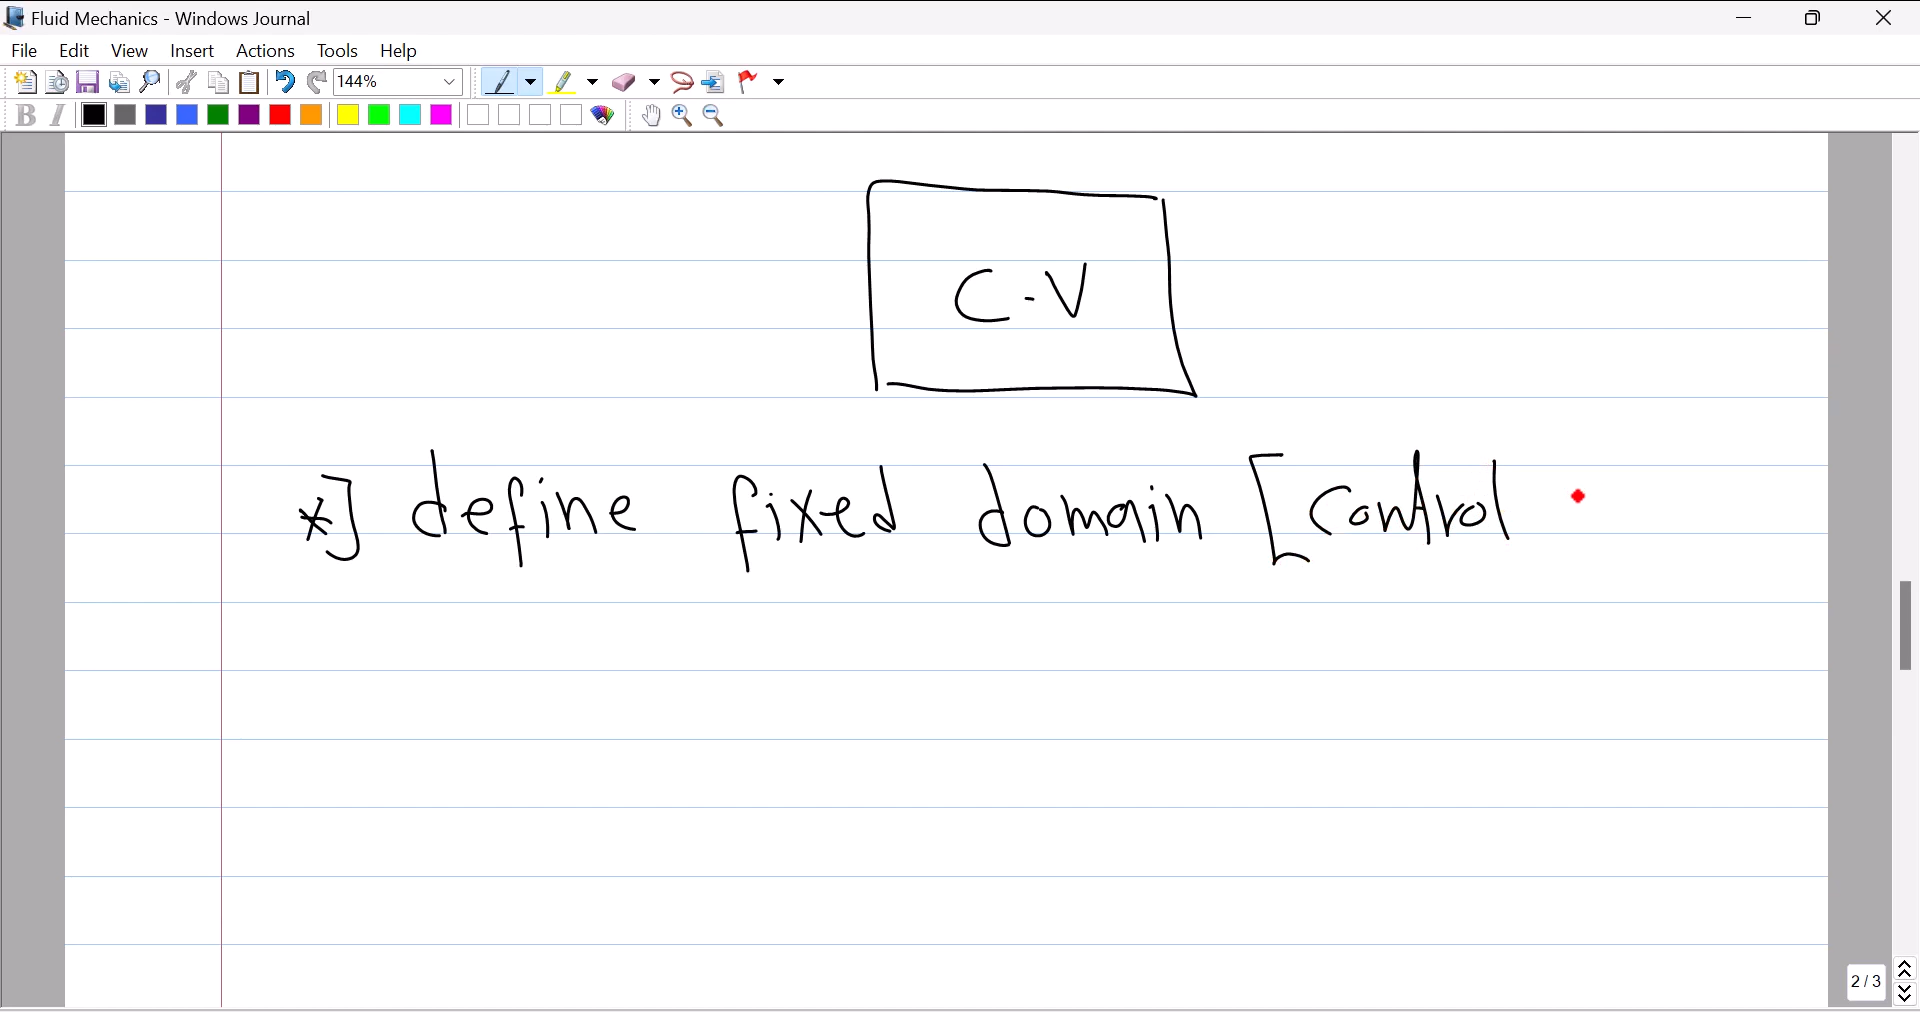 Fluid Mechanics - Windows Journal
File Edit View Insert Actions Tools Help
144%
B I
C-V
*] define fixed domain [Control
2 / 3